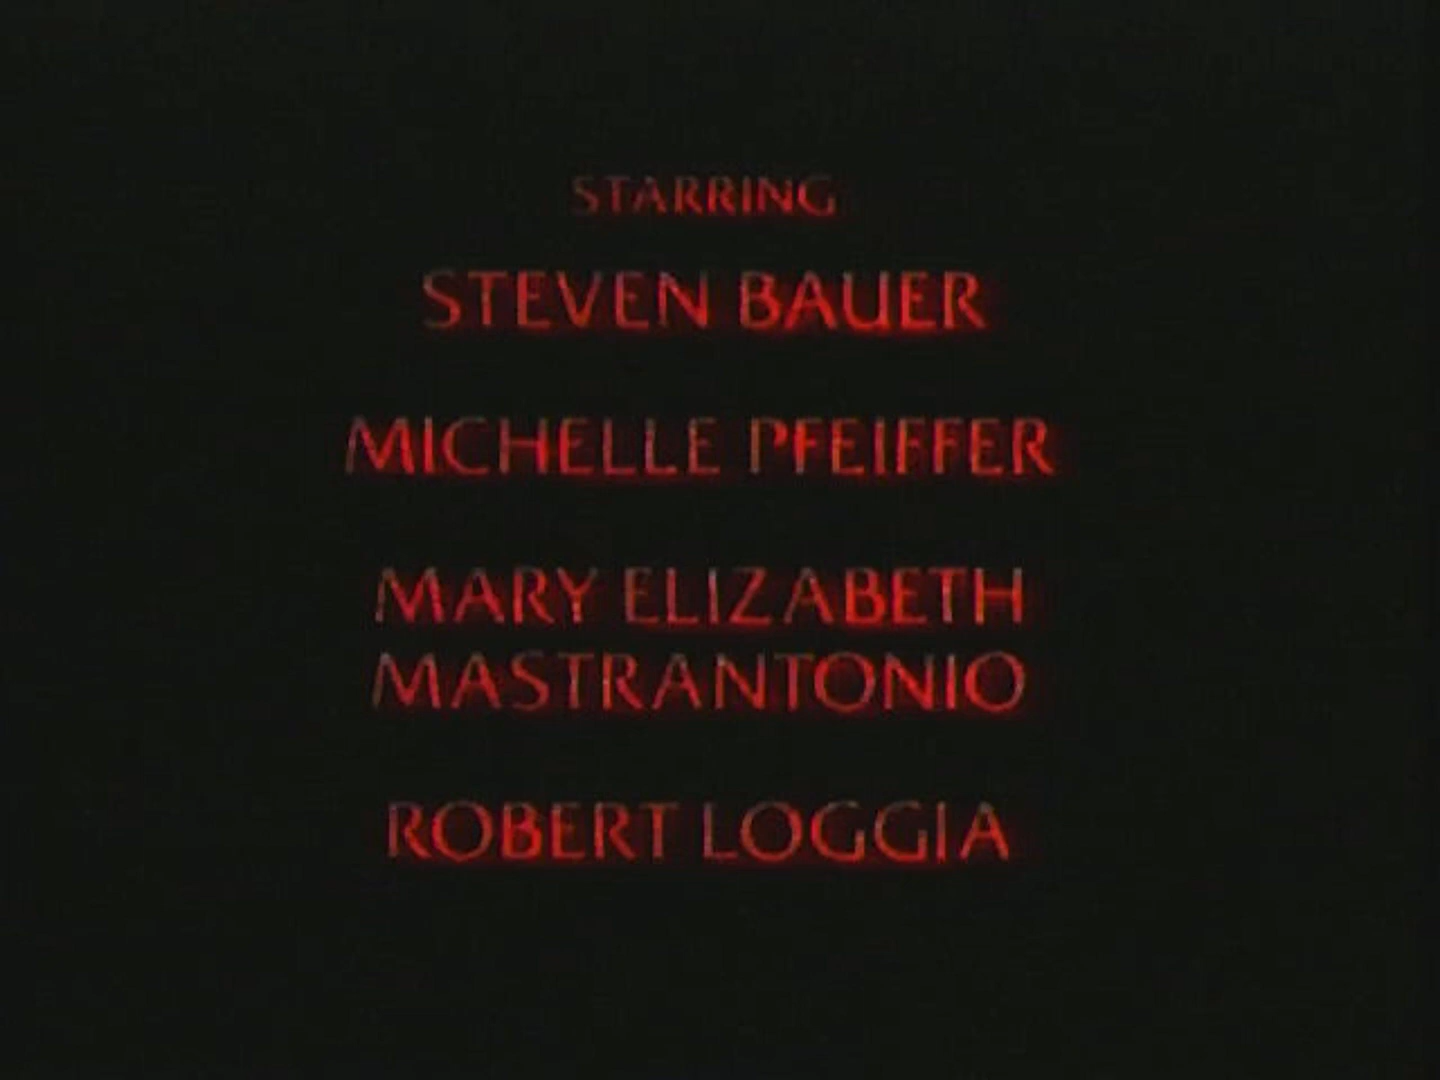 STARRING
STEVEN BAUER
MICHELLE PFEIFFER
MARY ELIZABETH
MASTRANTONIO
ROBERT LOGGIA